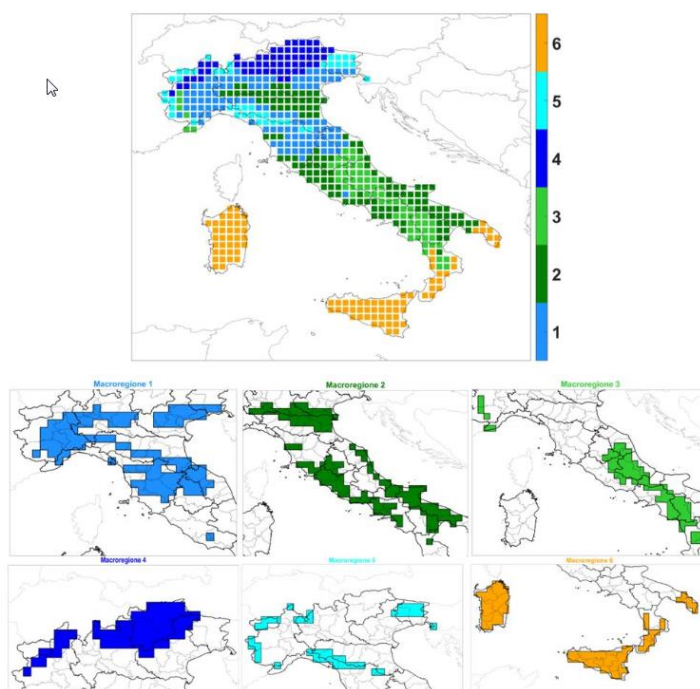 6
5
4
3
2
1
Macroregione 1
Macroregione 2
Macroregione 3
Macroregione 4
Macroregione 5
Macroregione 6